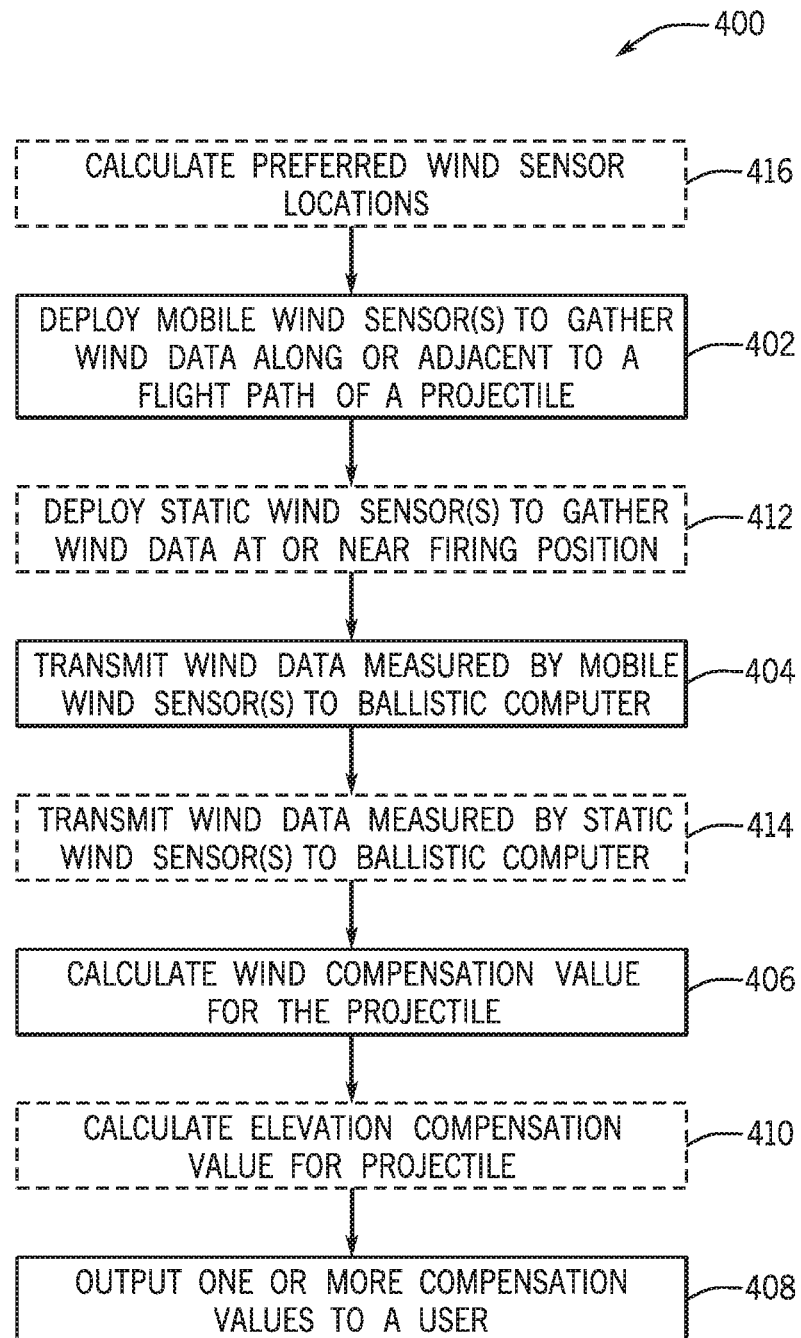 400
CALCULATE PREFERRED WIND SENSOR
LOCATIONS
416
DEPLOY MOBILE WIND SENSOR(S) TO GATHER
WIND DATA ALONG OR ADJACENT TO A
FLIGHT PATH OF A PROJECTILE
402
DEPLOY STATIC WIND SENSOR(S) TO GATHER
WIND DATA AT OR NEAR FIRING POSITION
412
TRANSMIT WIND DATA MEASURED BY MOBILE
WIND SENSOR(S) TO BALLISTIC COMPUTER
404
TRANSMIT WIND DATA MEASURED BY STATIC
WIND SENSOR(S) TO BALLISTIC COMPUTER
414
CALCULATE WIND COMPENSATION VALUE
FOR THE PROJECTILE
406
CALCULATE ELEVATION COMPENSATION
VALUE FOR PROJECTILE
410
OUTPUT ONE OR MORE COMPENSATION
VALUES TO A USER
408